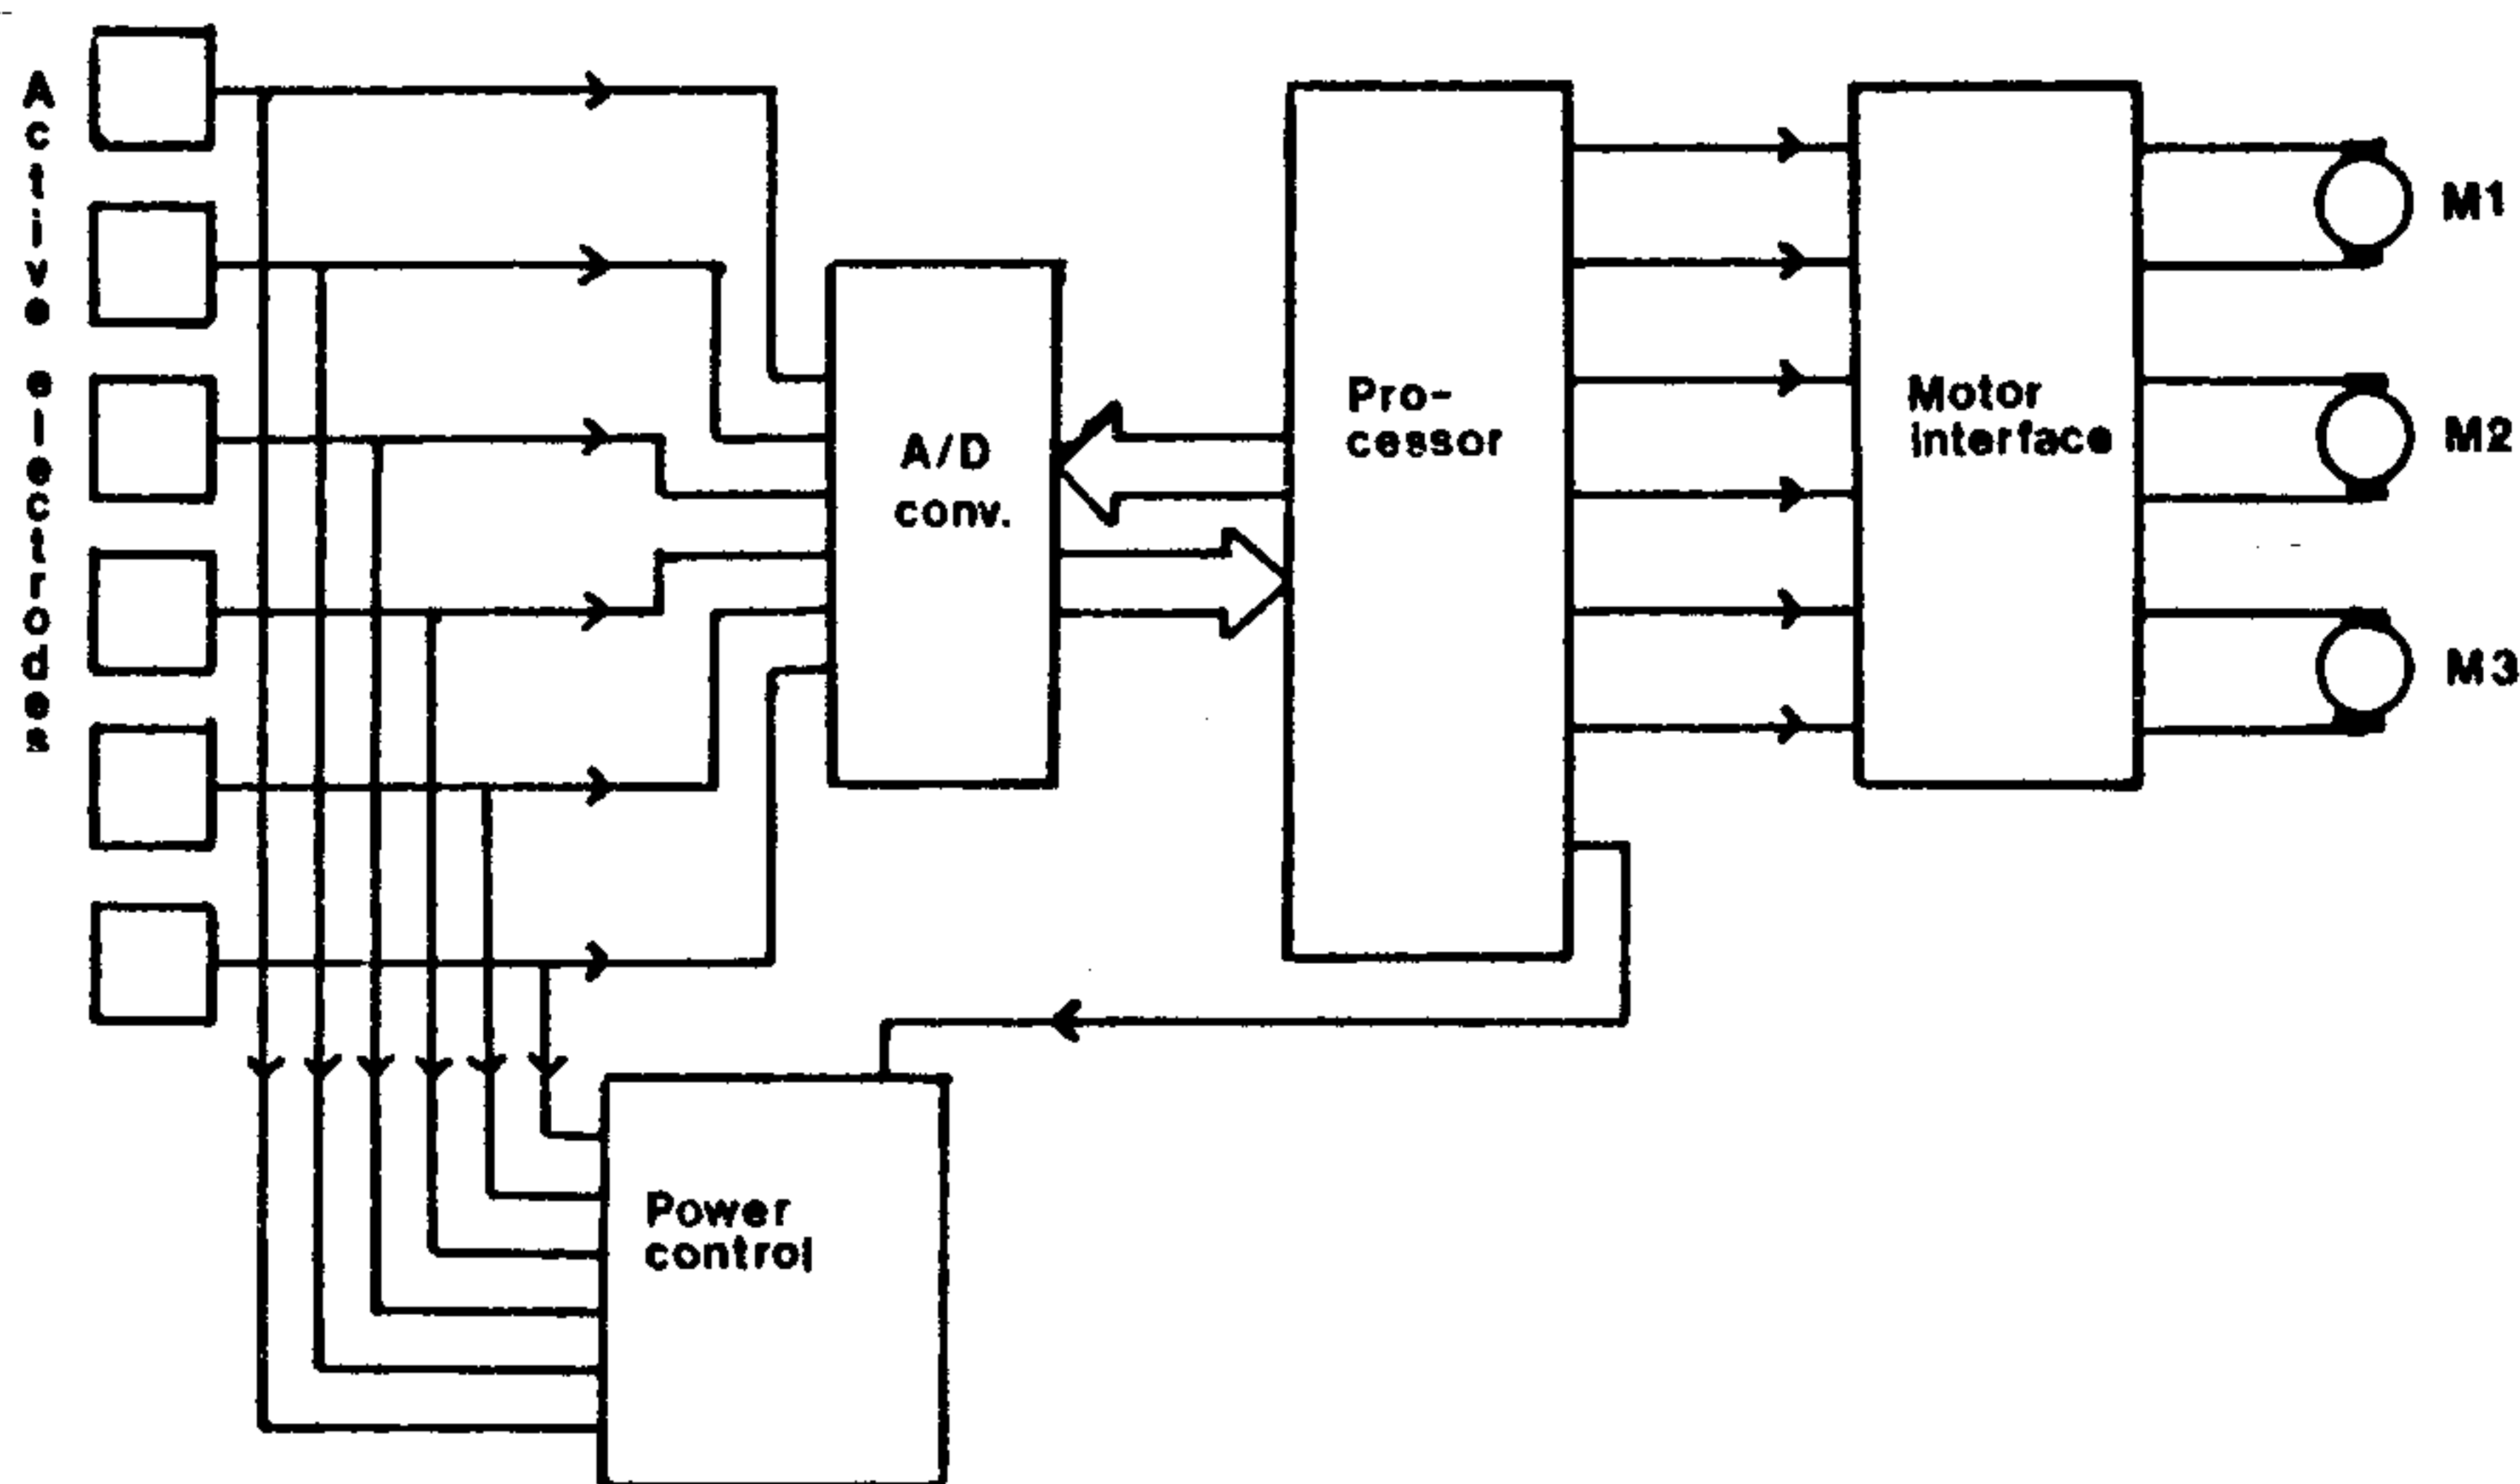 Active electrodes
A/D
conv.
Pro-
cessor
Motor
interface
M1
M2
M3
Power
control